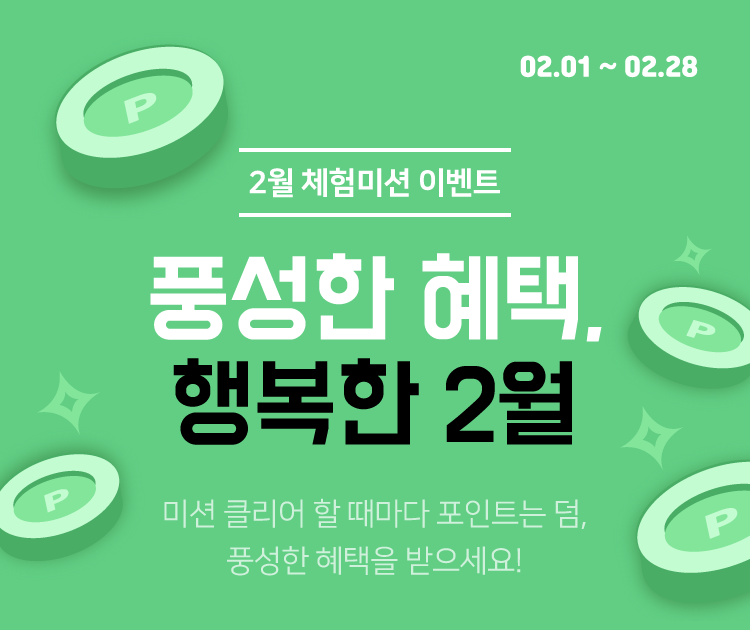 02.01 ~ 02.28
P
2월 체험미션 이벤트
풍성한 혜택,
P
행복한 2월
P
미션 클리어 할 때마다 포인트는 덤,
P
풍성한 혜택을 받으세요!